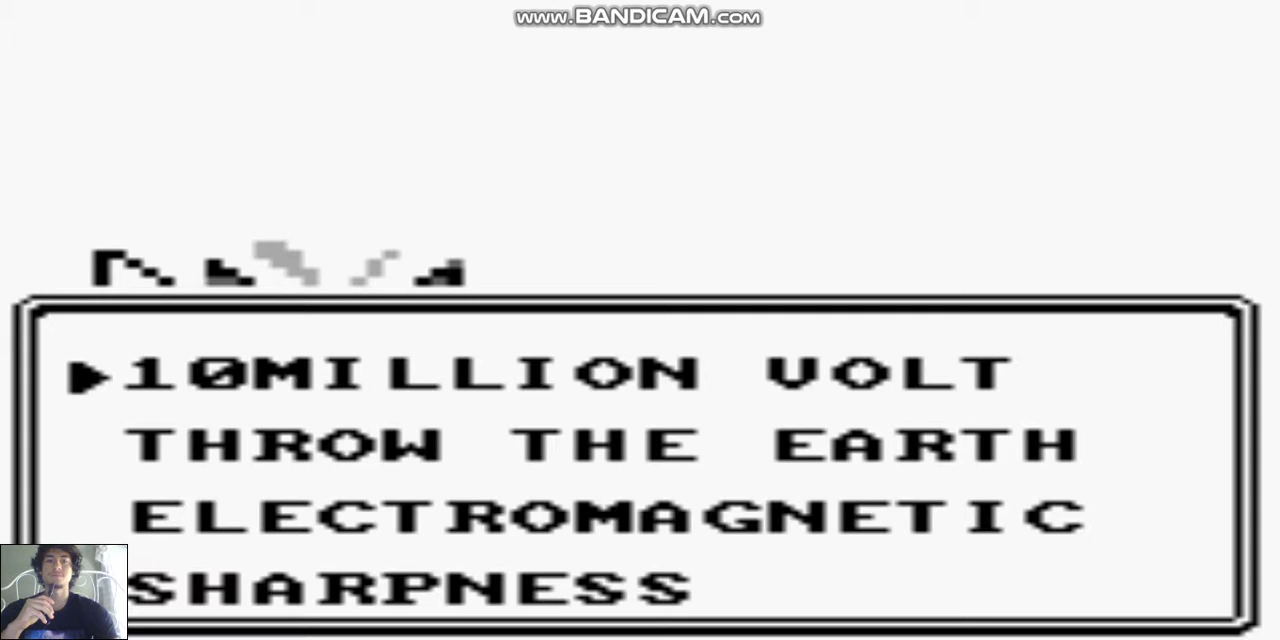 www.BANDICAM.com
▶10MILLION VOLT
THROW THE EARTH
ELECTROMAGNETIC
SHARPNESS